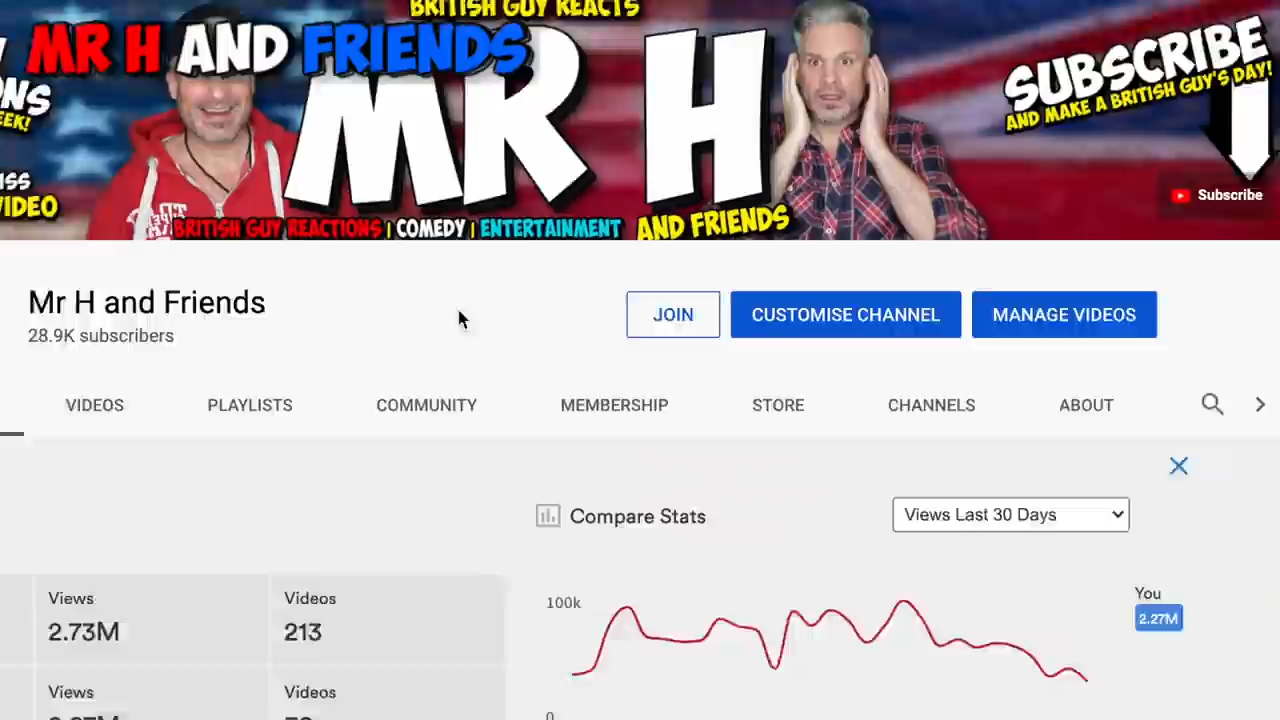 BRITISH GUY REACTS
MR H AND FRIENDS
MR H
SUBSCRIBE
AND MAKE A BRITISH GUY'S DAY!
VIDEO
Subscribe
BRITISH GUY REACTIONS | COMEDY | ENTERTAINMENT
AND FRIENDS
Mr H and Friends
28.9K subscribers
JOIN
CUSTOMISE CHANNEL
MANAGE VIDEOS
VIDEOS
PLAYLISTS
COMMUNITY
MEMBERSHIP
STORE
CHANNELS
ABOUT
Compare Stats
Views Last 30 Days
Views
2.73M
Videos
213
100k
You
2.27M
Views
Videos
0